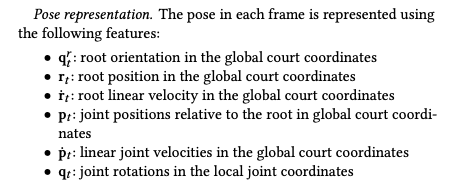 Pose representation. The pose in each frame is represented using
the following features:
• q_t^r: root orientation in the global court coordinates
• r_t: root position in the global court coordinates
• ṙ_t: root linear velocity in the global court coordinates
• p_t: joint positions relative to the root in global court coordi-
nates
• ṗ_t: linear joint velocities in the global court coordinates
• q_t: joint rotations in the local joint coordinates